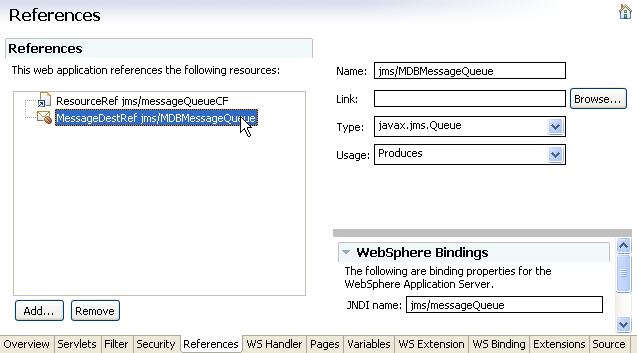 References
References
This web application references the following resources:
ResourceRef jms/messageQueueCF
MessageDestRef jms/MDBMessageQueue
Add...
Remove
Name: jms/MDBMessageQueue
Link:
Browse...
Type: javax.jms.Queue
Usage: Produces
WebSphere Bindings
The following are binding properties for the
WebSphere Application Server.
JNDI name: jms/messageQueue
Overview Servlets Filter Security References WS Handler Pages Variables WS Extension WS Binding Extensions Source